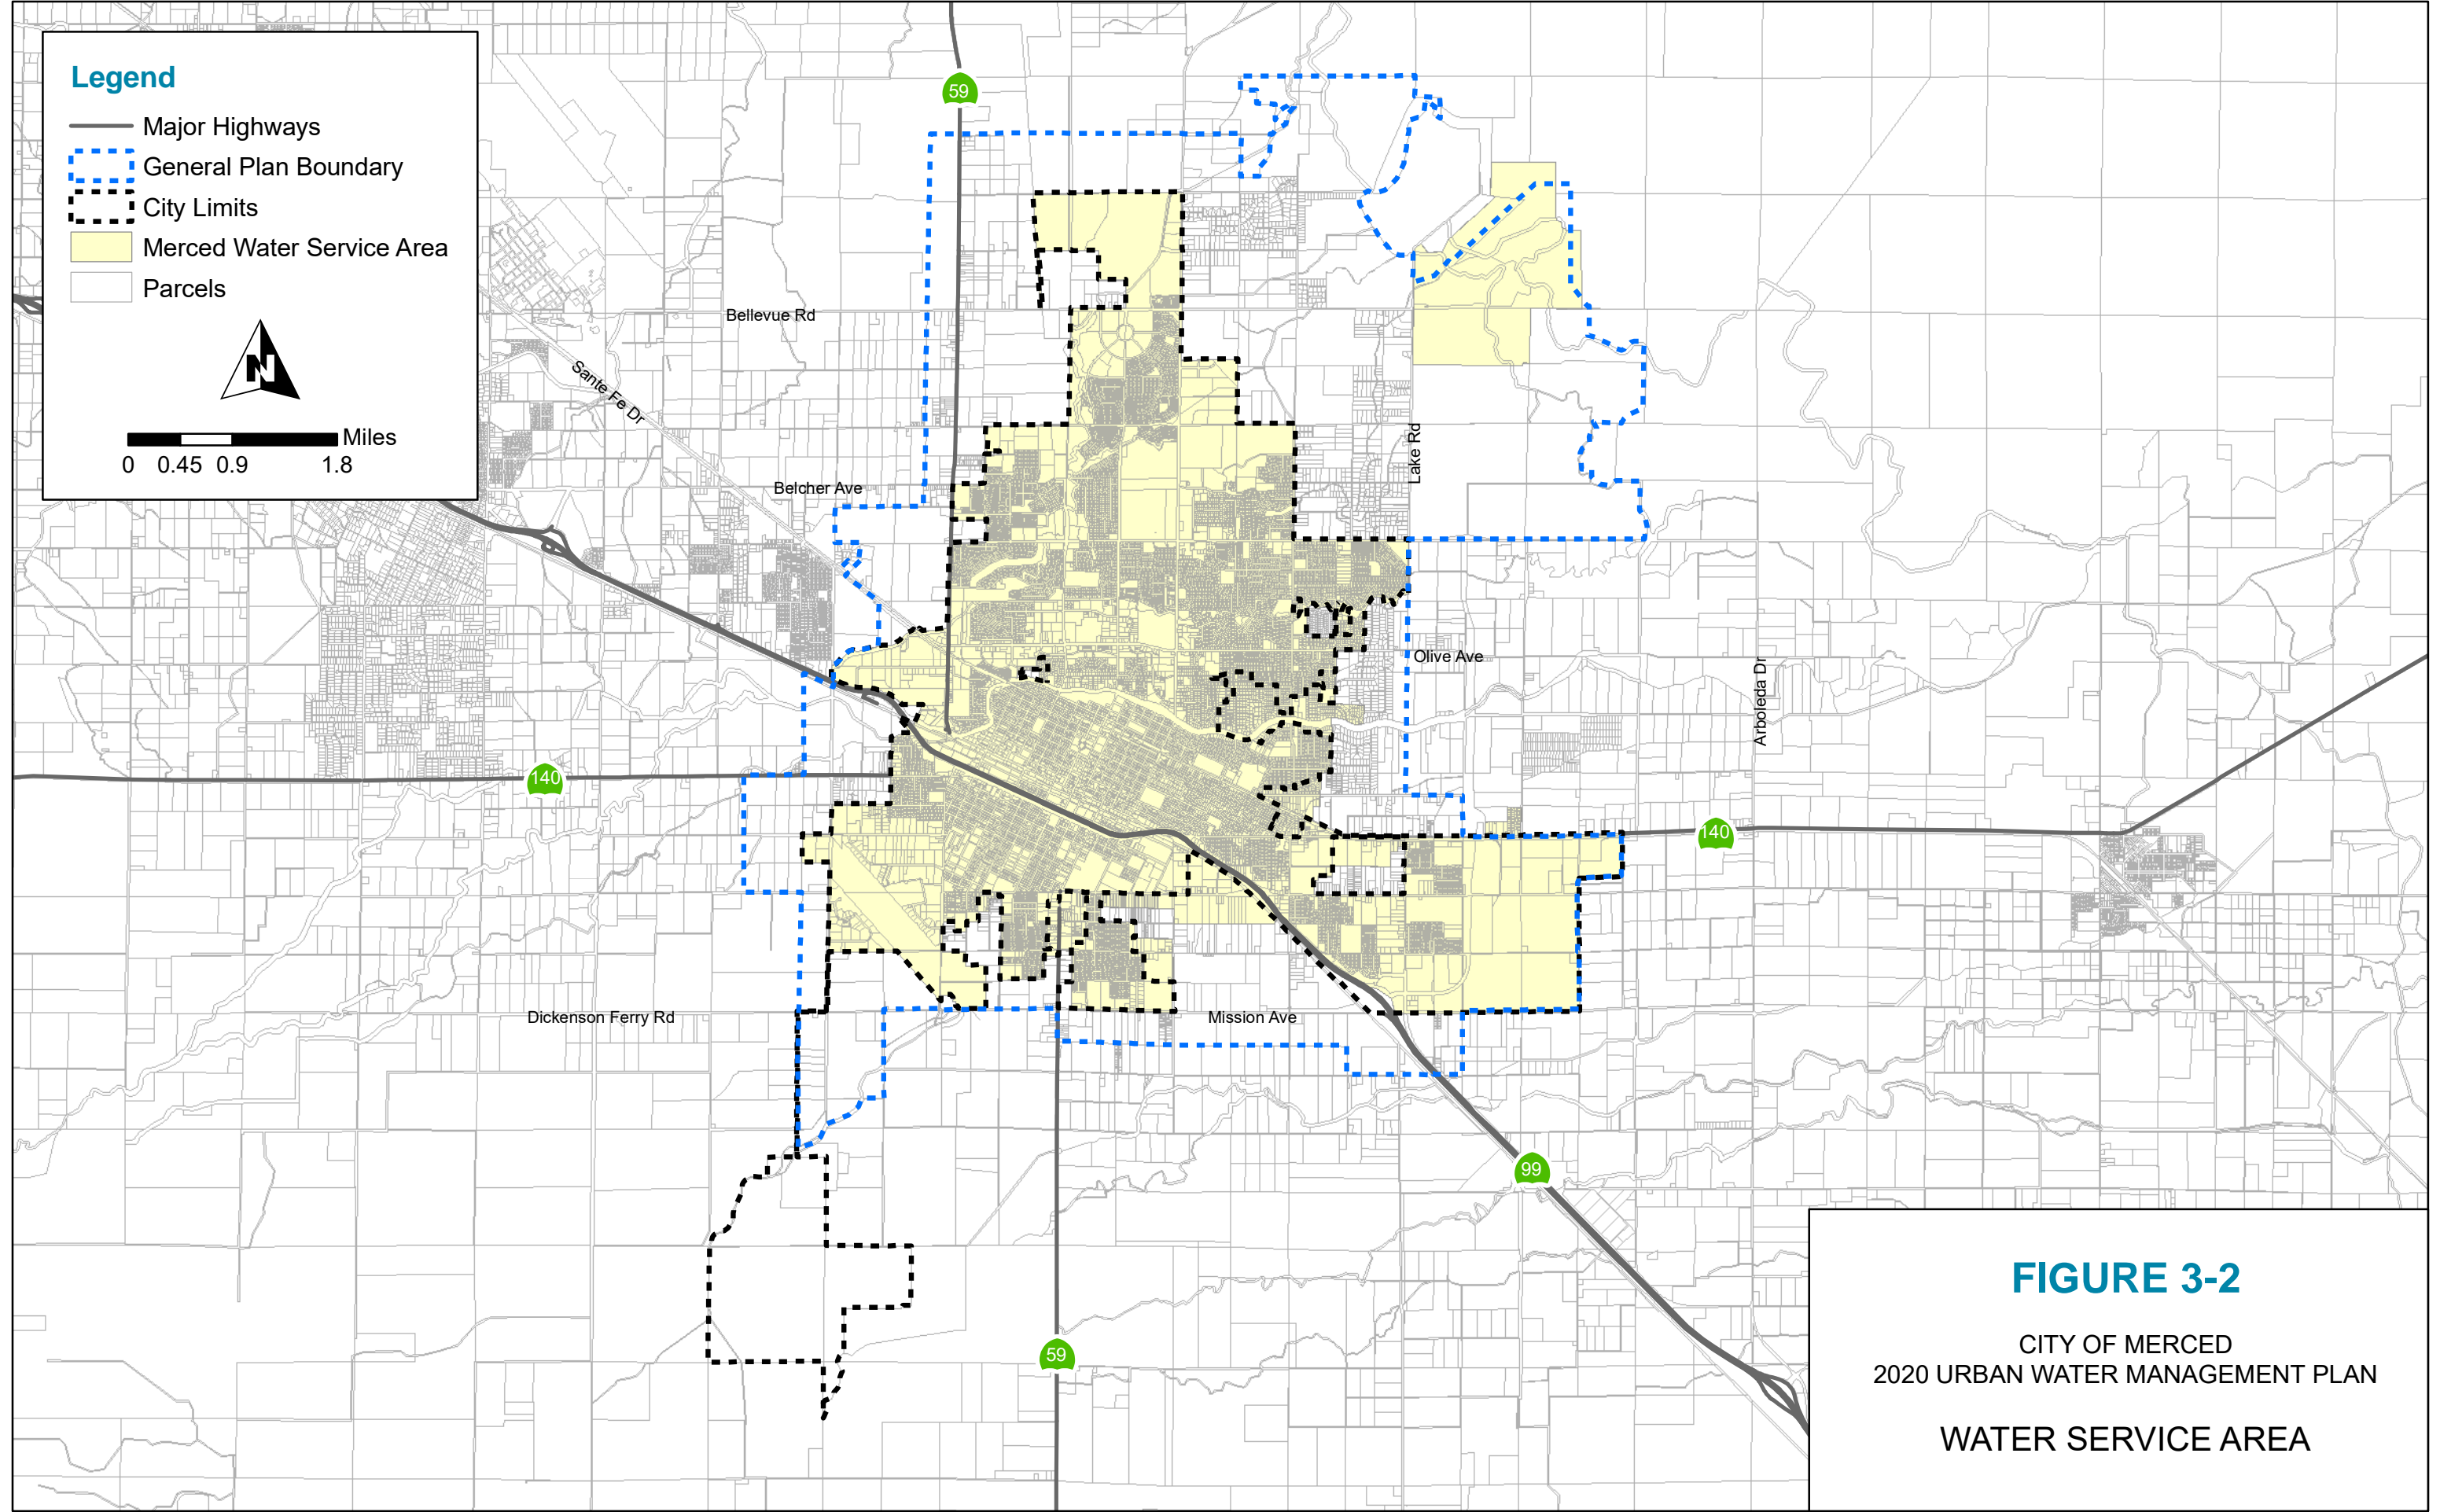 Legend
Major Highways
General Plan Boundary
City Limits
Merced Water Service Area
Parcels
N
Miles
0 0.45 0.9 1.8
59
Bellevue Rd
Sante Fe Dr
Lake Rd
Belcher Ave
Olive Ave
Arboleda Dr
140
140
Dickenson Ferry Rd
Mission Ave
99
59
FIGURE 3-2
CITY OF MERCED
2020 URBAN WATER MANAGEMENT PLAN
WATER SERVICE AREA